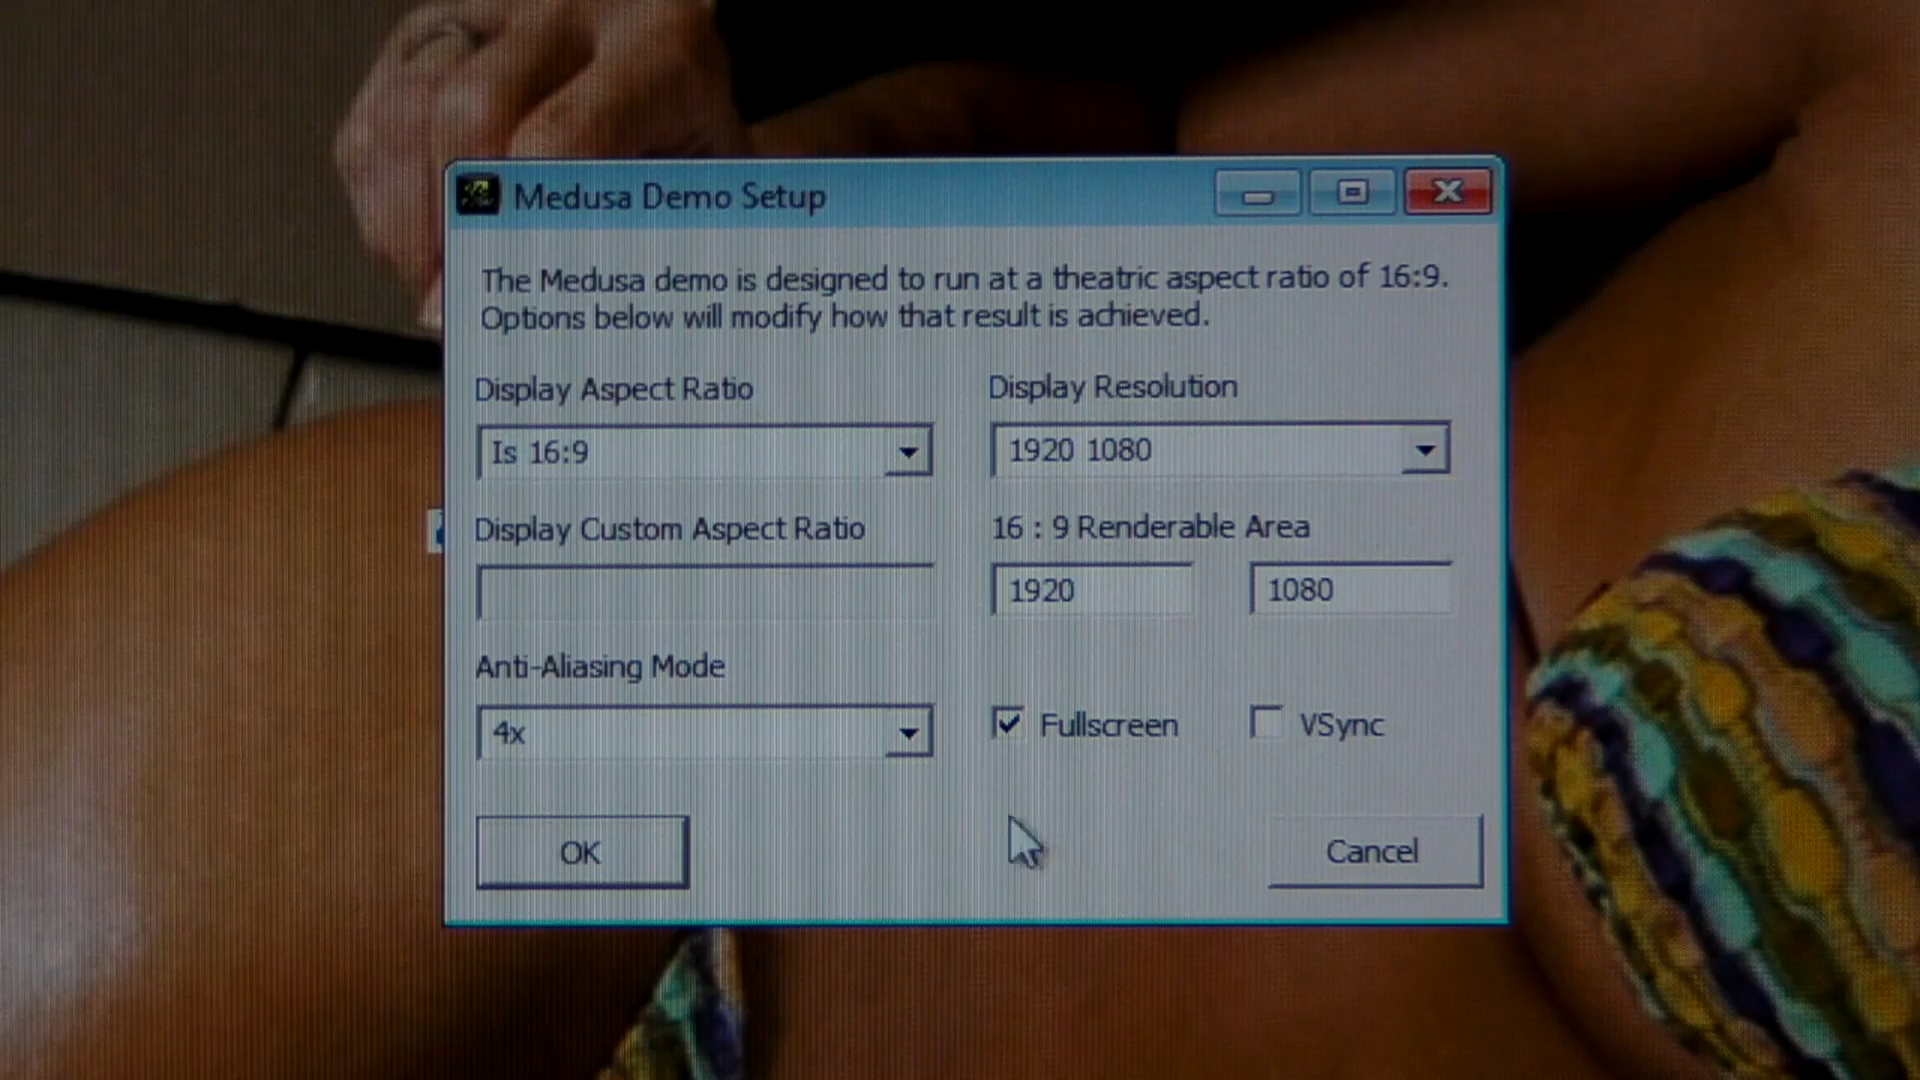 Medusa Demo Setup
The Medusa demo is designed to run at a theatric aspect ratio of 16:9.
Options below will modify how that result is achieved.
Display Aspect Ratio
Display Resolution
Is 16:9
1920 1080
Display Custom Aspect Ratio
16 : 9 Renderable Area
1920
1080
Anti-Aliasing Mode
4x
Fullscreen
VSync
OK
Cancel